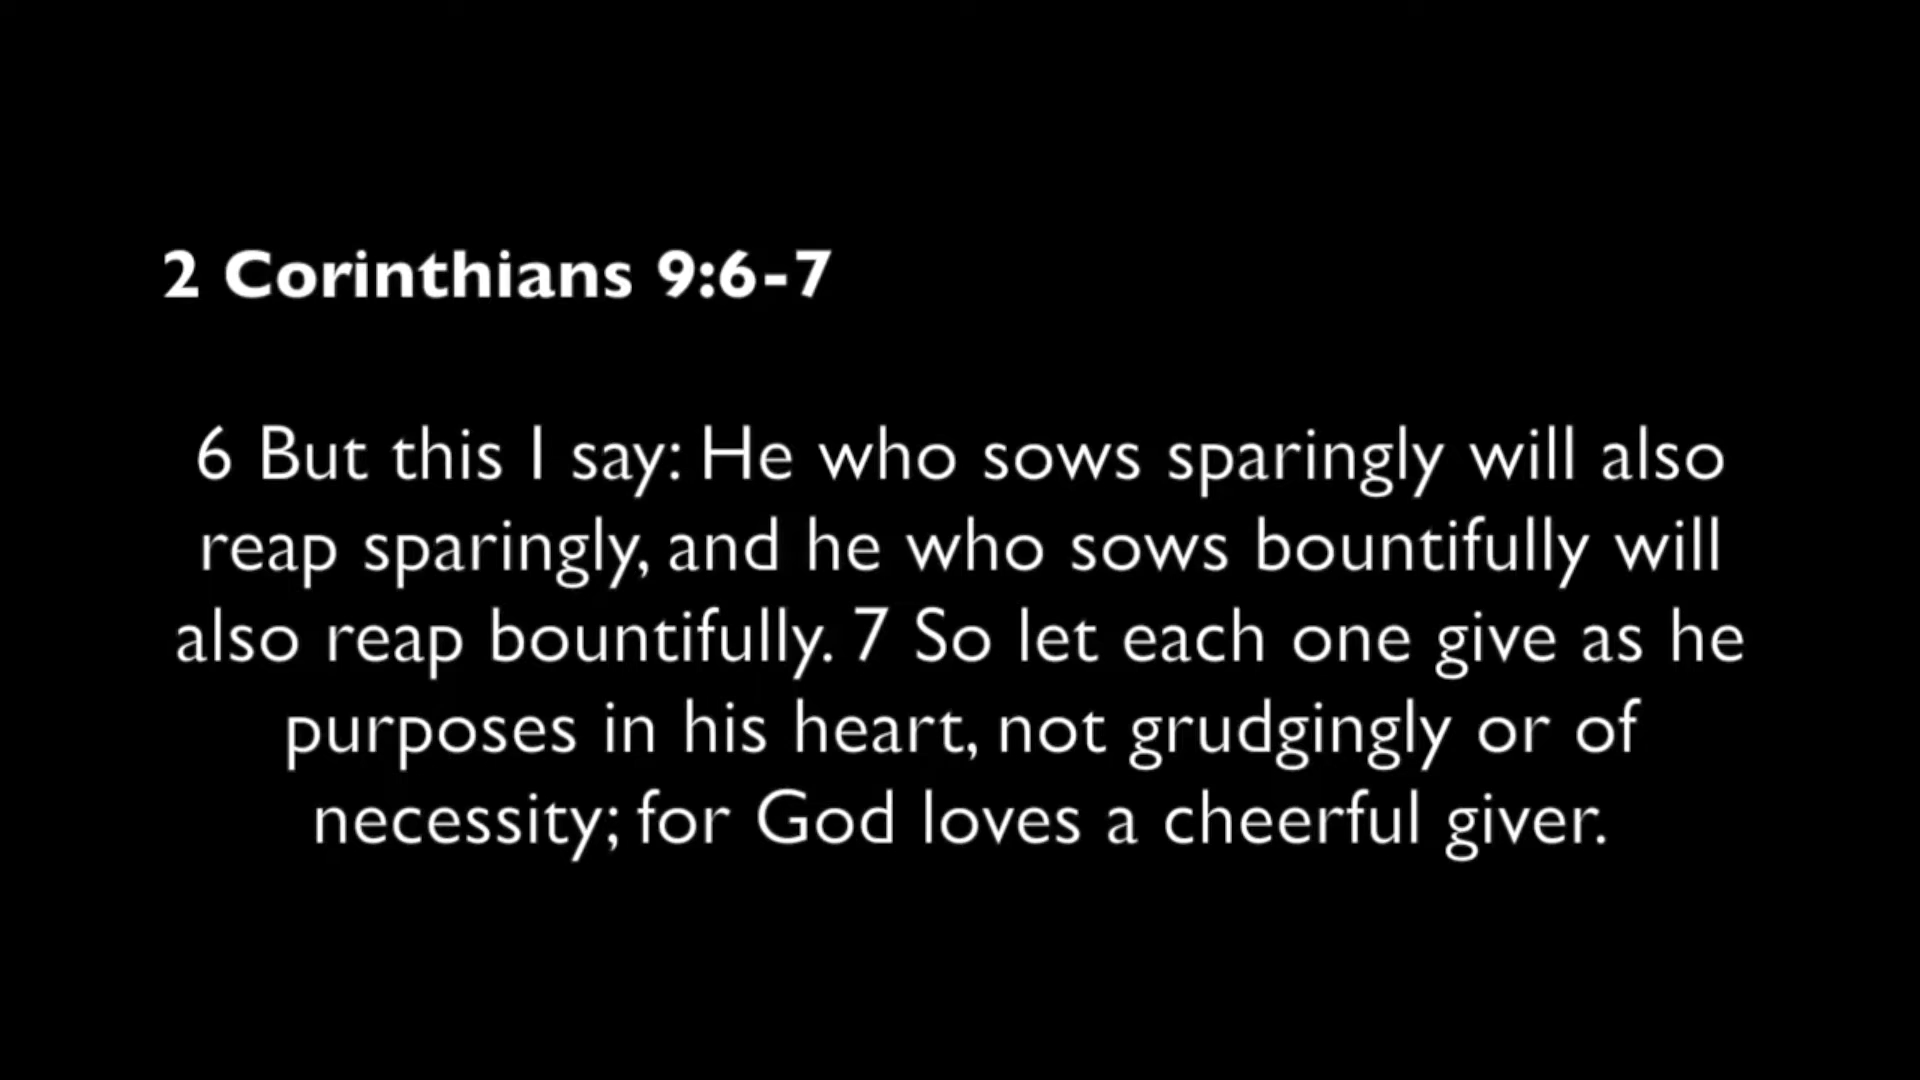 2 Corinthians 9:6-7
6 But this I say: He who sows sparingly will also
reap sparingly, and he who sows bountifully will
also reap bountifully. 7 So let each one give as he
purposes in his heart, not grudgingly or of
necessity; for God loves a cheerful giver.